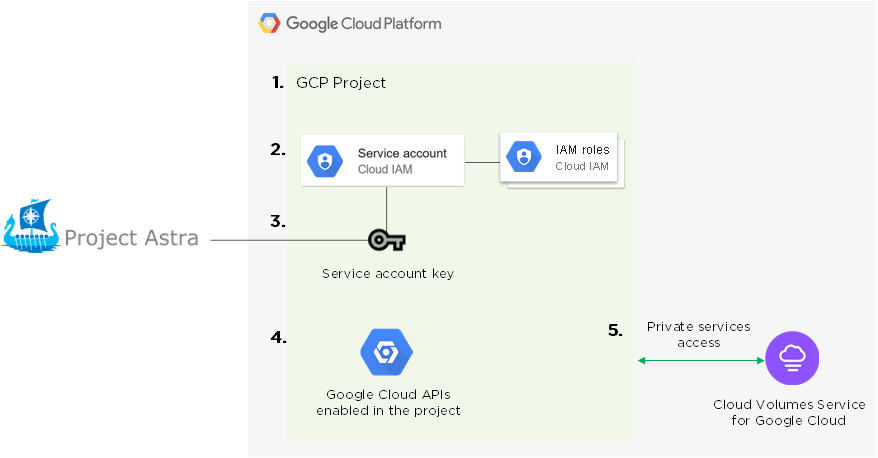 Google Cloud Platform
1. GCP Project
2.
Service account
Cloud IAM
IAM roles
Cloud IAM
3.
Project Astra
Service account key
4.
Google Cloud APIs
enabled in the project
5.
Private services
access
Cloud Volumes Service
for Google Cloud